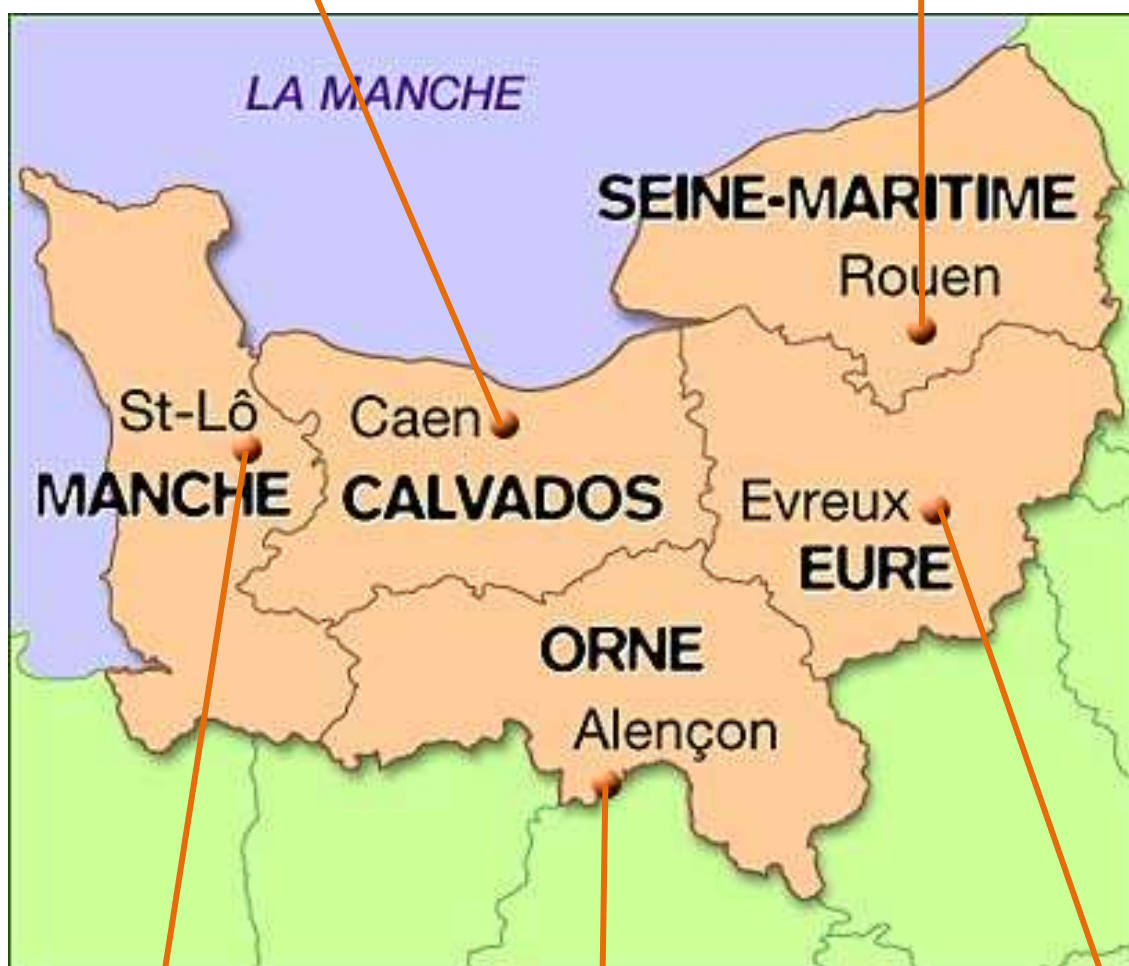 LA MANCHE
SEINE-MARITIME
Rouen
St-Lô
MANCHE
Caen
CALVADOS
Evreux
EURE
ORNE
Alençon